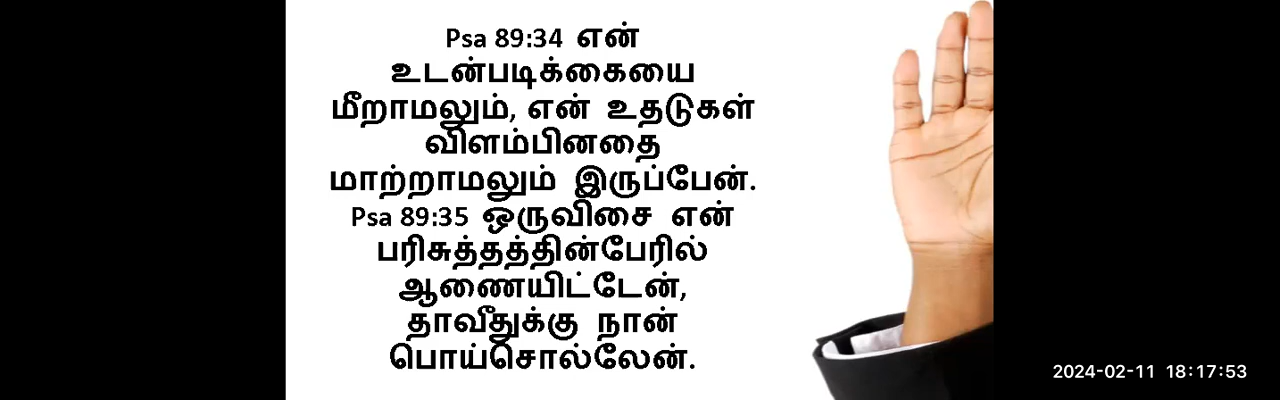 Psa 89:34 என்
உடன்படிக்கையை
மீறாமலும், என் உதடுகள்
விளம்பினதை
மாற்றாமலும் இருப்பேன்.
Psa 89:35 ஒருவிசை என்
பரிசுத்தத்தின்பேரில்
ஆணையிட்டேன்,
தாவீதுக்கு நான்
பொய்சொல்லேன்.
2024-02-11 18:17:53